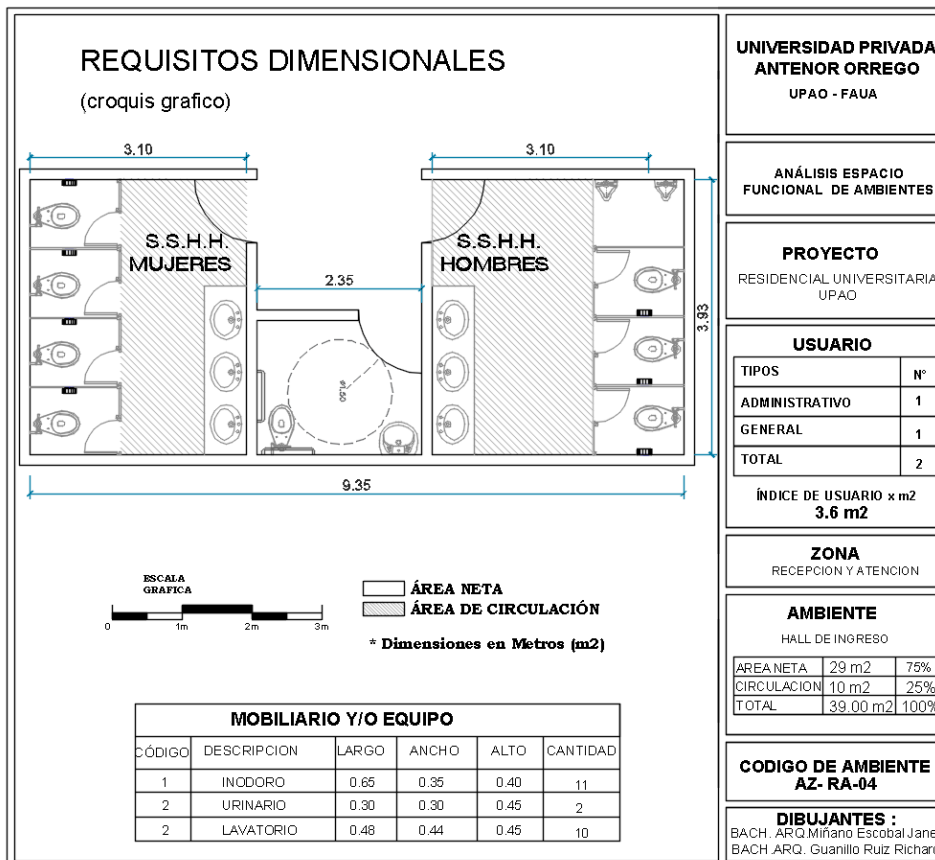 REQUISITOS DIMENSIONALES
(croquis grafico)
3.10
3.10
S.S.H.H.
MUJERES
S.S.H.H.
HOMBRES
2.35
3.93
ø1,50
9.35
ESCALA
GRAFICA
0 1m 2m 3m
ÁREA NETA
ÁREA DE CIRCULACIÓN
* Dimensiones en Metros (m2)
MOBILIARIO Y/O EQUIPO
CÓDIGO DESCRIPCION LARGO ANCHO ALTO CANTIDAD
1 INODORO 0.65 0.35 0.40 11
2 URINARIO 0.30 0.30 0.45 2
2 LAVATORIO 0.48 0.44 0.45 10
UNIVERSIDAD PRIVADA
ANTENOR ORREGO
UPAO - FAUA
ANÁLISIS ESPACIO
FUNCIONAL DE AMBIENTES
PROYECTO
RESIDENCIAL UNIVERSITARIA
UPAO
USUARIO
TIPOS N°
ADMINISTRATIVO 1
GENERAL 1
TOTAL 2
ÍNDICE DE USUARIO x m2
3.6 m2
ZONA
RECEPCION Y ATENCION
AMBIENTE
HALL DE INGRESO
AREA NETA 29 m2 75%
CIRCULACION 10 m2 25%
TOTAL 39.00 m2 100%
CODIGO DE AMBIENTE
AZ- RA-04
DIBUJANTES :
BACH. ARQ.Miñano Escobal Jane
BACH .ARQ. Guanillo Ruiz Richard